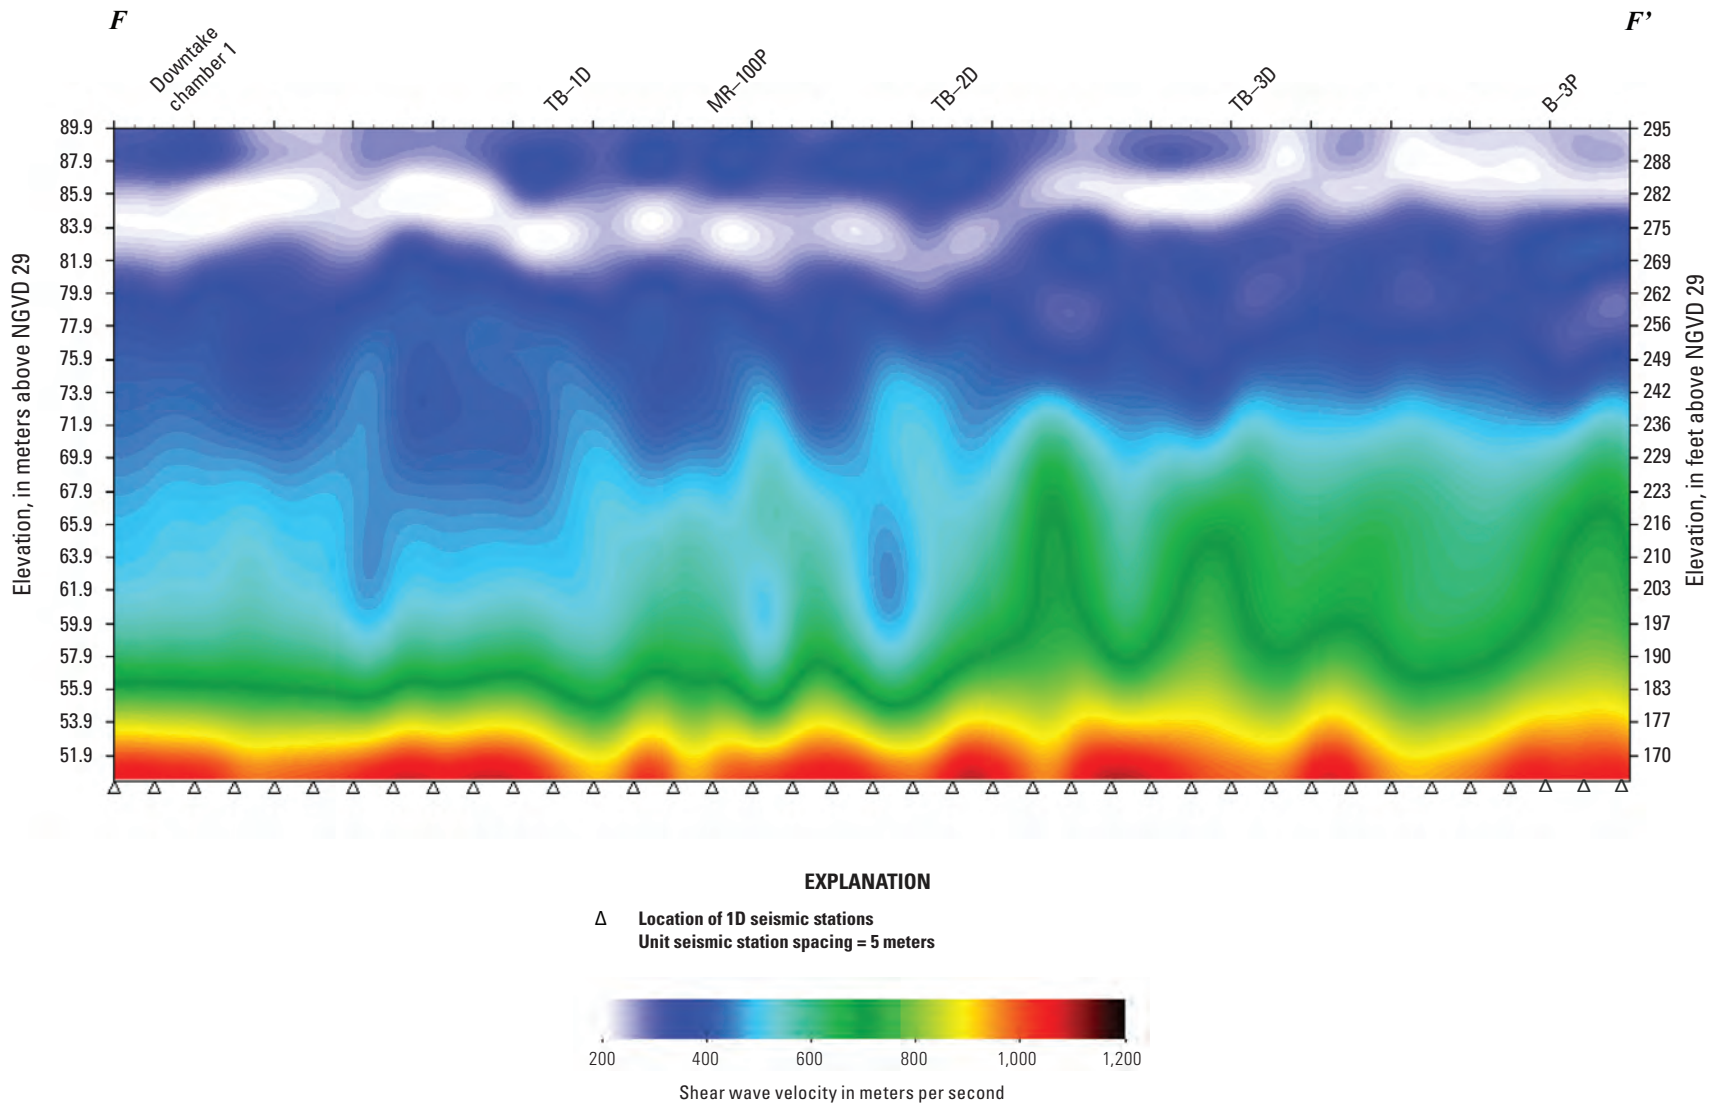 F
F’
Downtake
chamber 1
TB–1D
MR–100P
TB–2D
TB–3D
B–3P
Elevation, in meters above NGVD 29
89.9
87.9
85.9
83.9
81.9
79.9
77.9
75.9
73.9
71.9
69.9
67.9
65.9
63.9
61.9
59.9
57.9
55.9
53.9
51.9
295
288
282
275
269
262
256
249
242
236
229
223
216
210
203
197
190
183
177
170
Elevation, in feet above NGVD 29
EXPLANATION
Δ Location of 1D seismic stations
Unit seismic station spacing = 5 meters
200 400 600 800 1,000 1,200
Shear wave velocity in meters per second